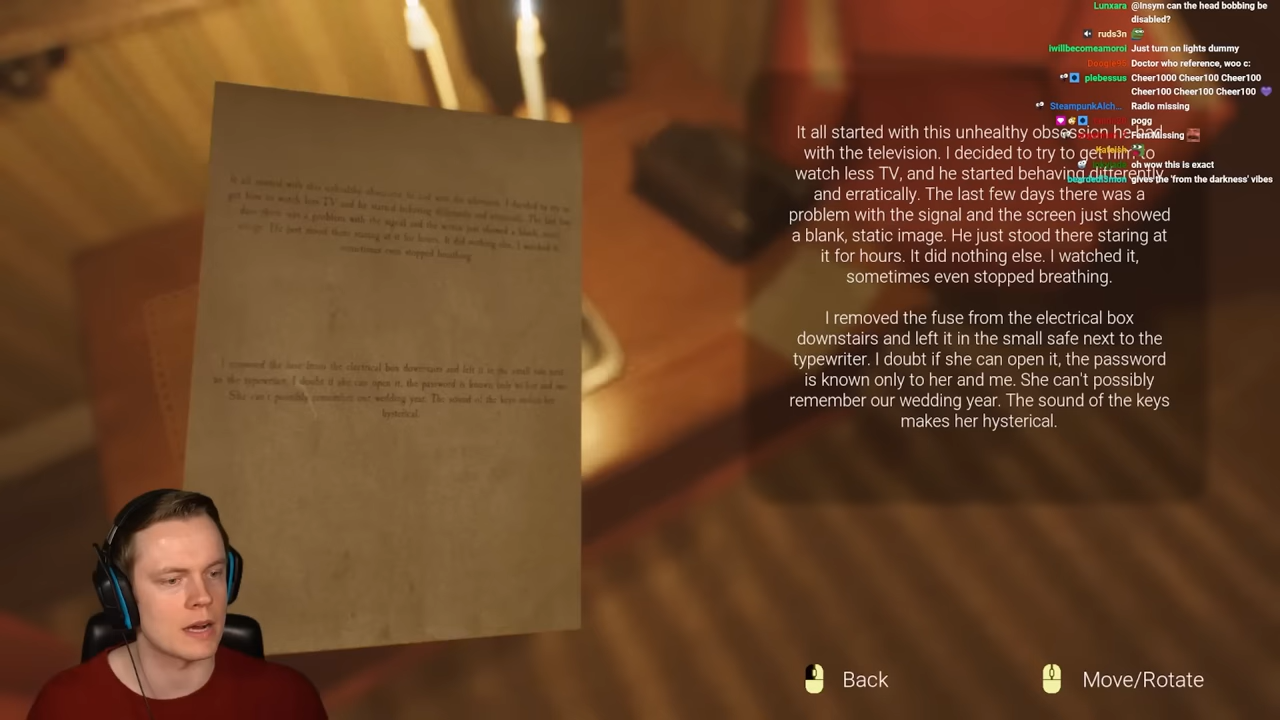 Lunxara @Insym can the head bobbing be
disabled?
ruds3n
iwillbecomeamoroi Just turn on lights dummy
Doctor who reference, woo c:
plebessus Cheer1000 Cheer100 Cheer100
Cheer100 Cheer100 Cheer100
SteampunkAlch... Radio missing
pogg
Fern Missing
oh wow this is exact
gives the 'from the darkness' vibes
It all started with this unhealthy obsession he had
with the television. I decided to try to get him to
watch less TV, and he started behaving differently
and erratically. The last few days there was a
problem with the signal and the screen just showed
a blank, static image. He just stood there staring at
it for hours. It did nothing else. I watched it,
sometimes even stopped breathing.
I removed the fuse from the electrical box
downstairs and left it in the small safe next to the
typewriter. I doubt if she can open it, the password
is known only to her and me. She can't possibly
remember our wedding year. The sound of the keys
makes her hysterical.
Back
Move/Rotate